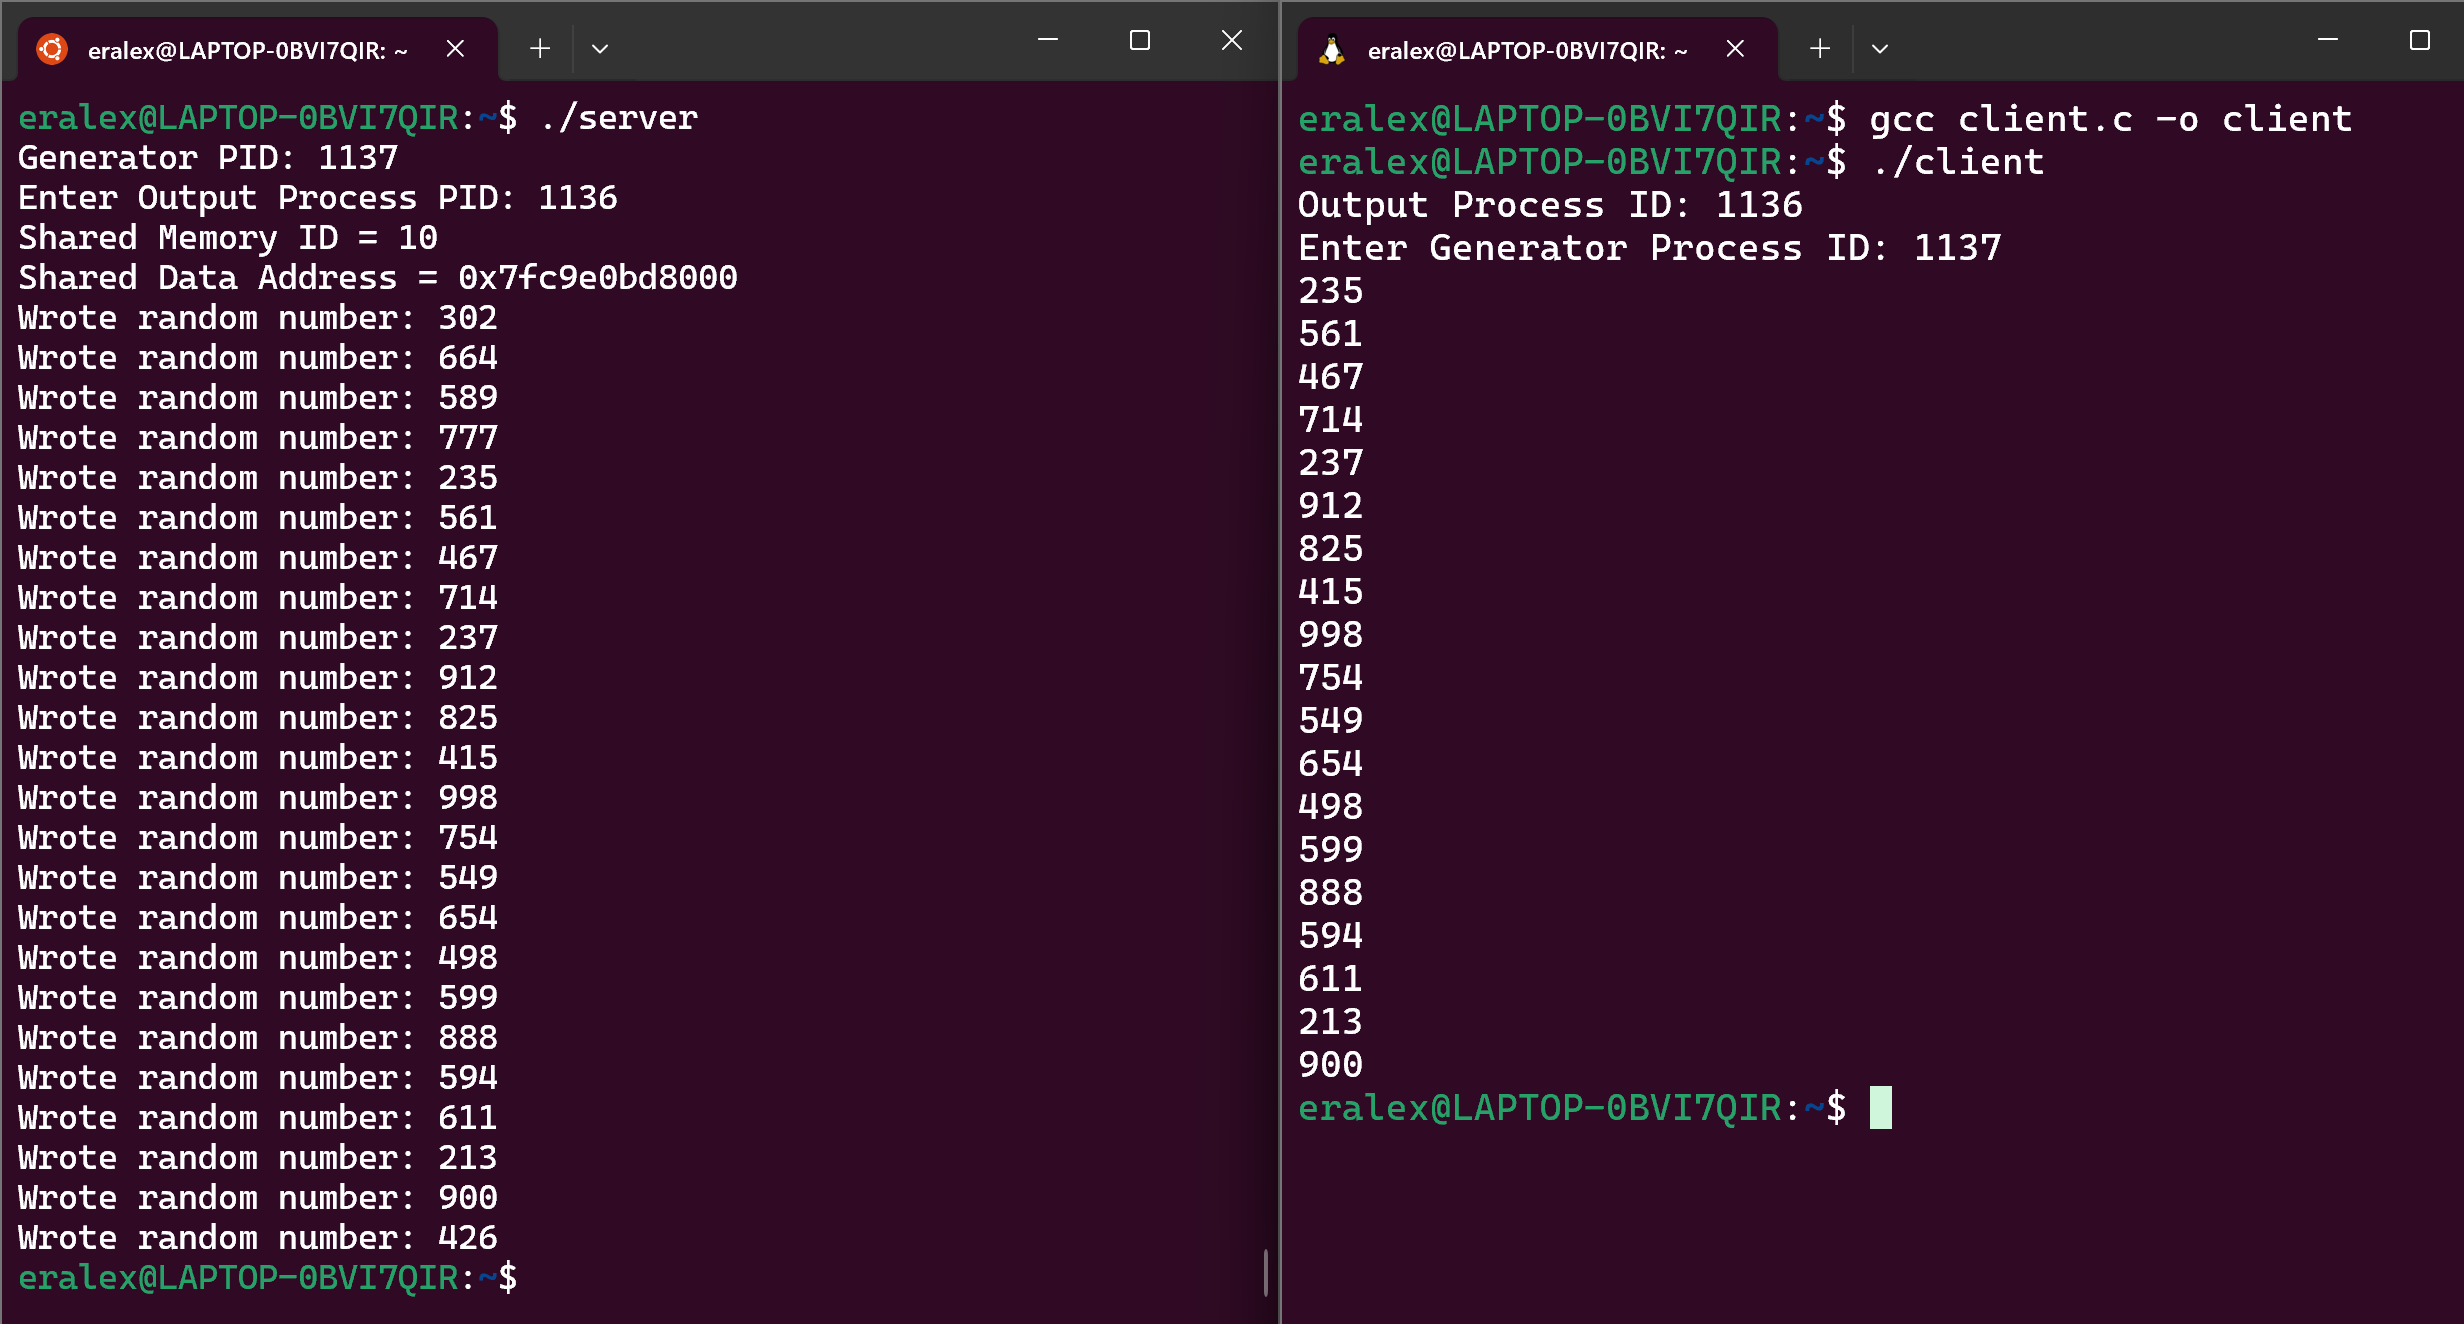 eralex@LAPTOP-0BVI7QIR: ~
eralex@LAPTOP-0BVI7QIR:~$ ./server
Generator PID: 1137
Enter Output Process PID: 1136
Shared Memory ID = 10
Shared Data Address = 0x7fc9e0bd8000
Wrote random number: 302
Wrote random number: 664
Wrote random number: 589
Wrote random number: 777
Wrote random number: 235
Wrote random number: 561
Wrote random number: 467
Wrote random number: 714
Wrote random number: 237
Wrote random number: 912
Wrote random number: 825
Wrote random number: 415
Wrote random number: 998
Wrote random number: 754
Wrote random number: 549
Wrote random number: 654
Wrote random number: 498
Wrote random number: 599
Wrote random number: 888
Wrote random number: 594
Wrote random number: 611
Wrote random number: 213
Wrote random number: 900
Wrote random number: 426
eralex@LAPTOP-0BVI7QIR:~$
eralex@LAPTOP-0BVI7QIR: ~
eralex@LAPTOP-0BVI7QIR:~$ gcc client.c -o client
eralex@LAPTOP-0BVI7QIR:~$ ./client
Output Process ID: 1136
Enter Generator Process ID: 1137
235
561
467
714
237
912
825
415
998
754
549
654
498
599
888
594
611
213
900
eralex@LAPTOP-0BVI7QIR:~$